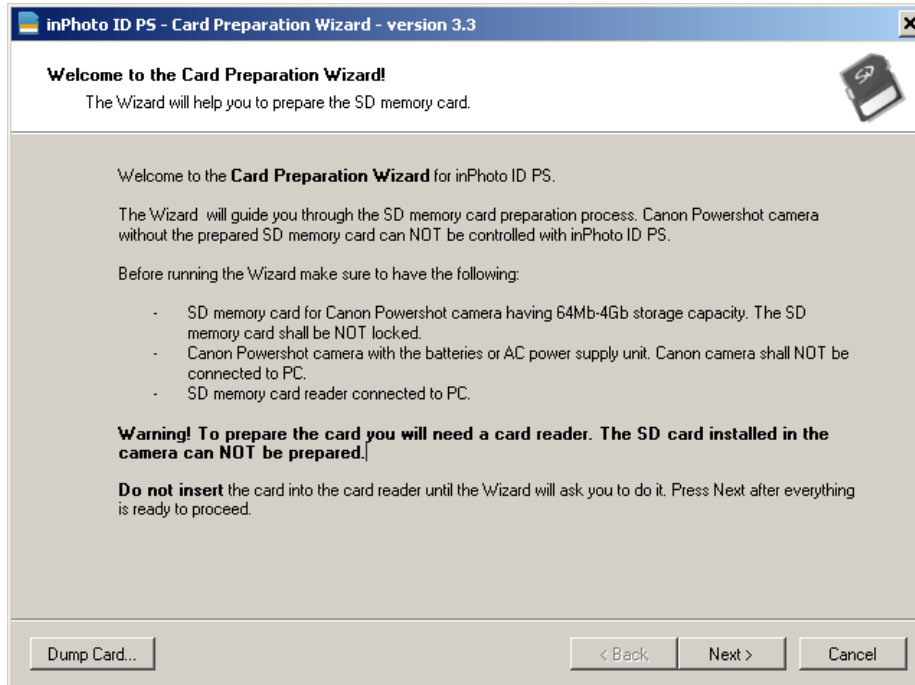 inPhoto ID PS - Card Preparation Wizard - version 3.3
Welcome to the Card Preparation Wizard!
The Wizard will help you to prepare the SD memory card.
SD
Welcome to the Card Preparation Wizard for inPhoto ID PS.
The Wizard will guide you through the SD memory card preparation process. Canon Powershot camera
without the prepared SD memory card can NOT be controlled with inPhoto ID PS.
Before running the Wizard make sure to have the following:
- SD memory card for Canon Powershot camera having 64Mb-4Gb storage capacity. The SD
memory card shall be NOT locked.
- Canon Powershot camera with the batteries or AC power supply unit. Canon camera shall NOT be
connected to PC.
- SD memory card reader connected to PC.
Warning! To prepare the card you will need a card reader. The SD card installed in the
camera can NOT be prepared.
Do not insert the card into the card reader until the Wizard will ask you to do it. Press Next after everything
is ready to proceed.
Dump Card... < Back Next > Cancel